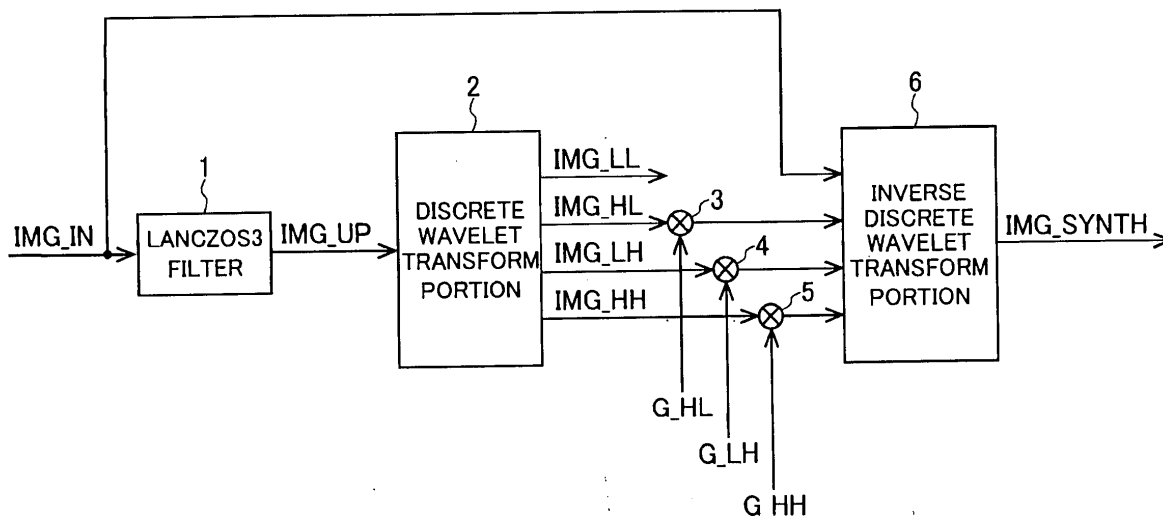 2
6
1
IMG_LL
3
IMG_HL
4
IMG_LH
5
IMG_HH
IMG_IN
LANCZOS3
FILTER
IMG_UP
DISCRETE
WAVELET
TRANSFORM
PORTION
INVERSE
DISCRETE
WAVELET
TRANSFORM
PORTION
IMG_SYNTH
G_HL
G_LH
G_HH